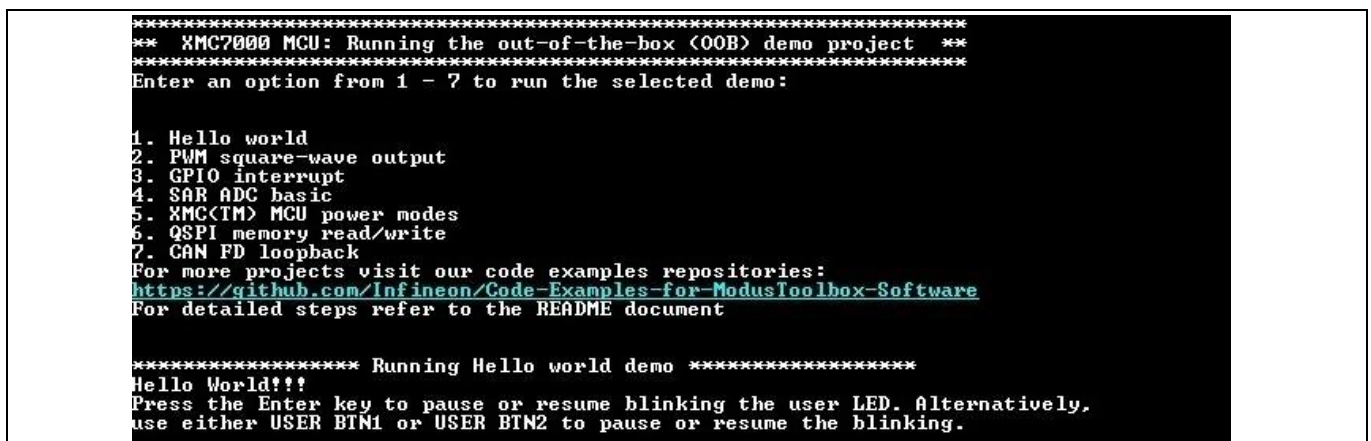 *******************************************************************
**  XMC7000 MCU: Running the out-of-the-box (OOB) demo project  **
*******************************************************************
Enter an option from 1 - 7 to run the selected demo:
1. Hello world
2. PWM square-wave output
3. GPIO interrupt
4. SAR ADC basic
5. XMC(TM) MCU power modes
6. QSPI memory read/write
7. CAN FD loopback
For more projects visit our code examples repositories:
https://github.com/Infineon/Code-Examples-for-ModusToolbox-Software
For detailed steps refer to the README document
****************** Running Hello world demo ******************
Hello World!!!
Press the Enter key to pause or resume blinking the user LED. Alternatively,
use either USER BTN1 or USER BTN2 to pause or resume the blinking.